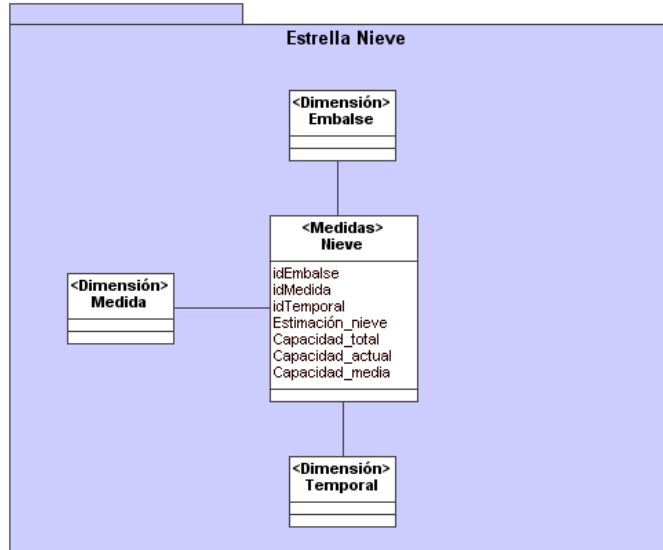 Estrella Nieve
<Dimensión>
Embalse
<Medidas>
Nieve
idEmbalse
idMedida
idTemporal
Estimación_nieve
Capacidad_total
Capacidad_actual
Capacidad_media
<Dimensión>
Medida
<Dimensión>
Temporal